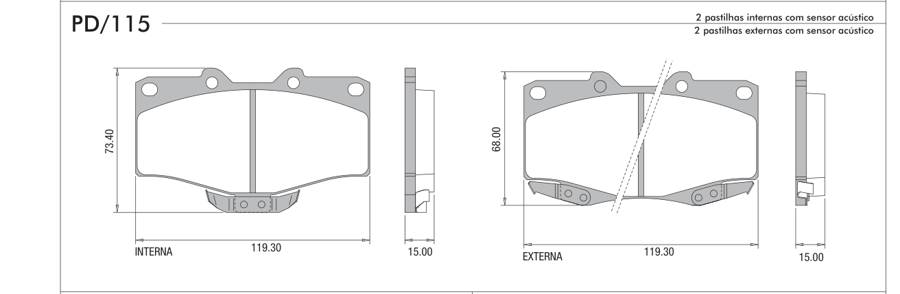 PD/115
2 pastilhas internas com sensor acústico
2 pastilhas externas com sensor acústico
73.40
68.00
INTERNA
119.30
15.00
EXTERNA
119.30
15.00